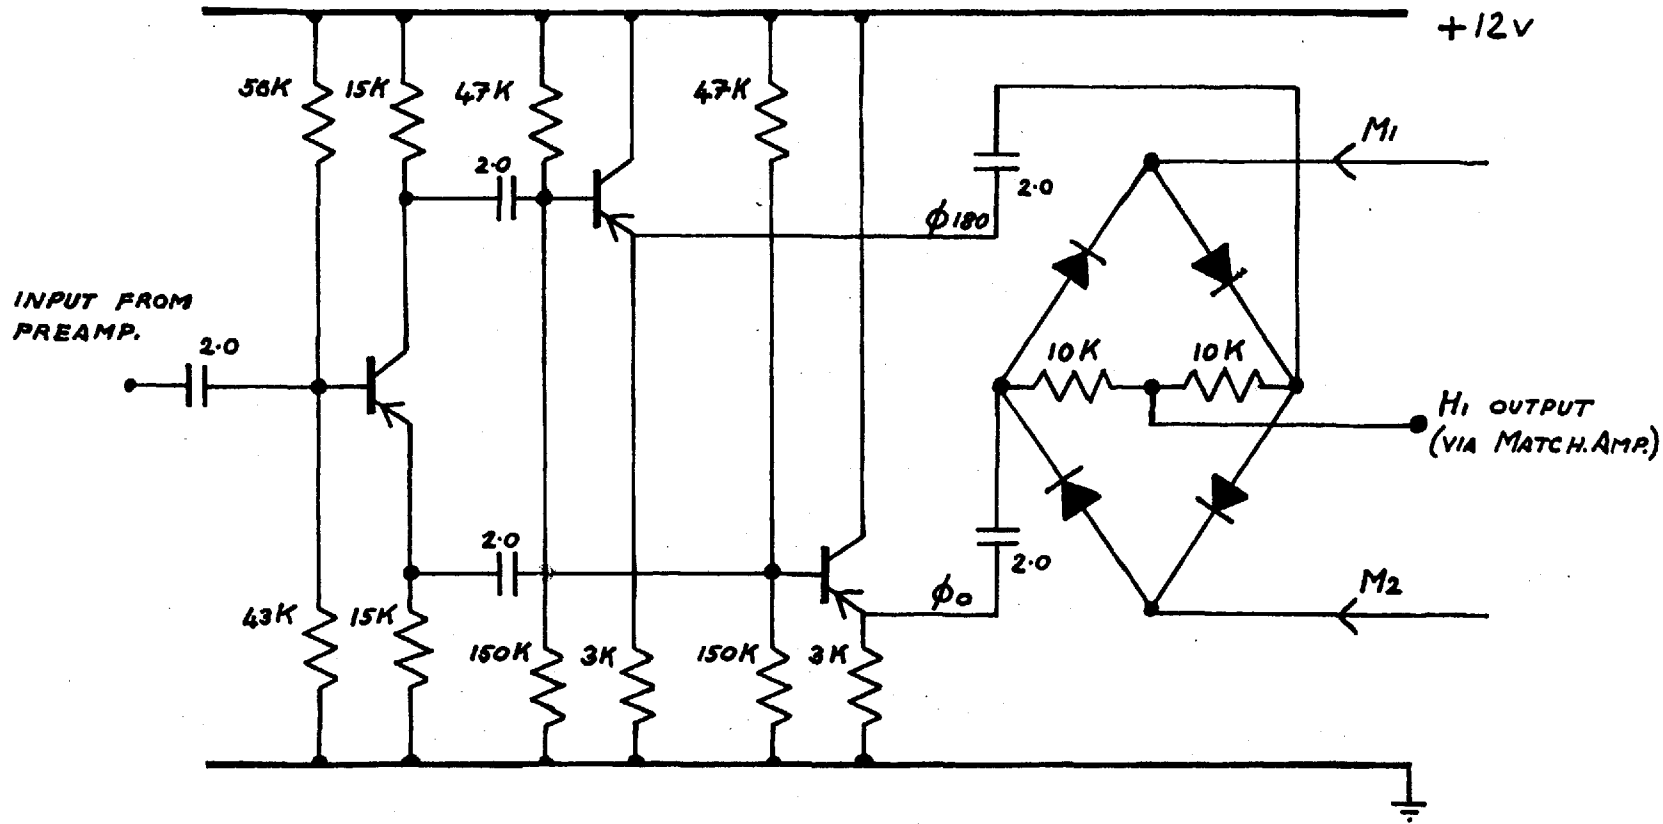 +12V
56K
15K
47K
47K
2.0
2.0
M1
φ180
INPUT FROM
PREAMP.
2.0
10K
10K
H1 OUTPUT
(VIA MATCH.AMP.)
2.0
2.0
φ0
M2
43K
15K
150K
3K
150K
3K